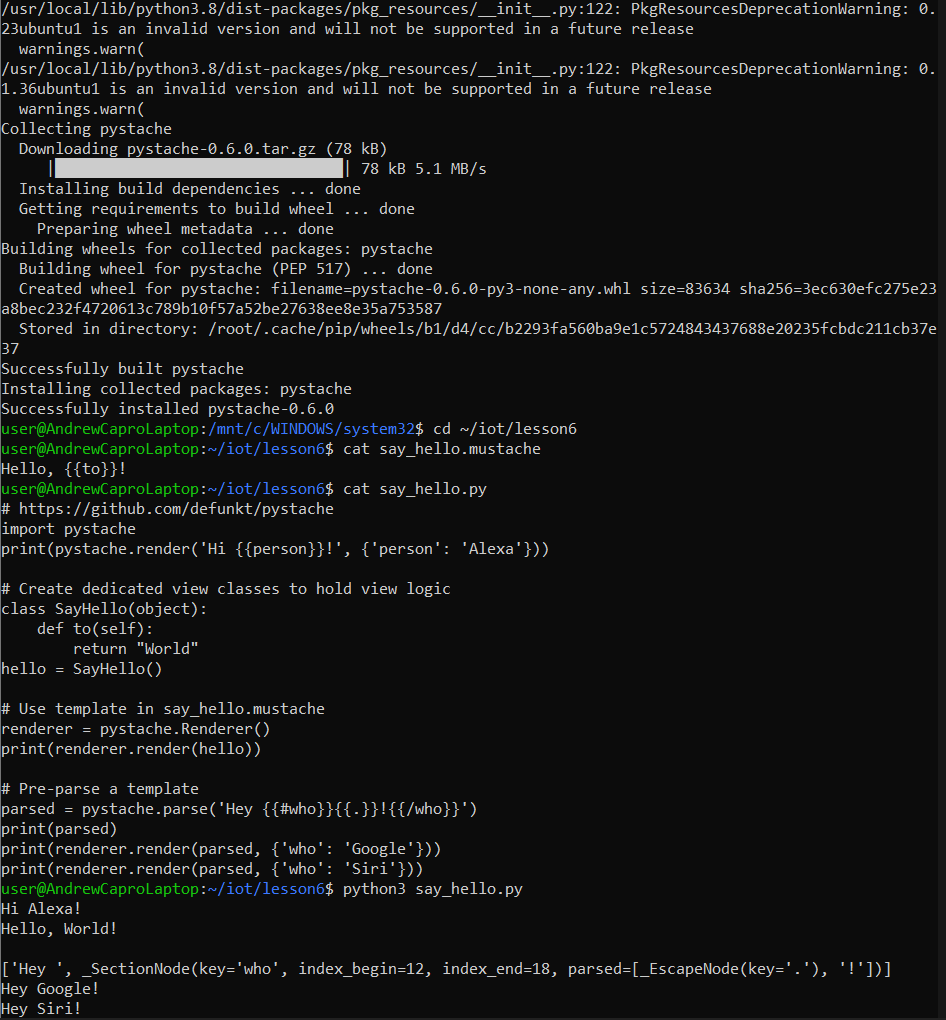 /usr/local/lib/python3.8/dist-packages/pkg_resources/__init__.py:122: PkgResourcesDeprecationWarning: 0.
23ubuntu1 is an invalid version and will not be supported in a future release
  warnings.warn(
/usr/local/lib/python3.8/dist-packages/pkg_resources/__init__.py:122: PkgResourcesDeprecationWarning: 0.
1.36ubuntu1 is an invalid version and will not be supported in a future release
  warnings.warn(
Collecting pystache
  Downloading pystache-0.6.0.tar.gz (78 kB)
     |████████████████████████████████| 78 kB 5.1 MB/s
  Installing build dependencies ... done
  Getting requirements to build wheel ... done
    Preparing wheel metadata ... done
Building wheels for collected packages: pystache
  Building wheel for pystache (PEP 517) ... done
  Created wheel for pystache: filename=pystache-0.6.0-py3-none-any.whl size=83634 sha256=3ec630efc275e23
a8bec232f4720613c789b10f57a52be27638ee8e35a753587
  Stored in directory: /root/.cache/pip/wheels/b1/d4/cc/b2293fa560ba9e1c5724843437688e20235fcbdc211cb37e
37
Successfully built pystache
Installing collected packages: pystache
Successfully installed pystache-0.6.0
user@AndrewCaproLaptop:/mnt/c/WINDOWS/system32$ cd ~/iot/lesson6
user@AndrewCaproLaptop:~/iot/lesson6$ cat say_hello.mustache
Hello, {{to}}!
user@AndrewCaproLaptop:~/iot/lesson6$ cat say_hello.py
# https://github.com/defunkt/pystache
import pystache
print(pystache.render('Hi {{person}}!', {'person': 'Alexa'}))

# Create dedicated view classes to hold view logic
class SayHello(object):
    def to(self):
        return "World"
hello = SayHello()

# Use template in say_hello.mustache
renderer = pystache.Renderer()
print(renderer.render(hello))

# Pre-parse a template
parsed = pystache.parse('Hey {{#who}}{{.}}!{{/who}}')
print(parsed)
print(renderer.render(parsed, {'who': 'Google'}))
print(renderer.render(parsed, {'who': 'Siri'}))
user@AndrewCaproLaptop:~/iot/lesson6$ python3 say_hello.py
Hi Alexa!
Hello, World!

['Hey ', _SectionNode(key='who', index_begin=12, index_end=18, parsed=[_EscapeNode(key='.'), '!'])]
Hey Google!
Hey Siri!